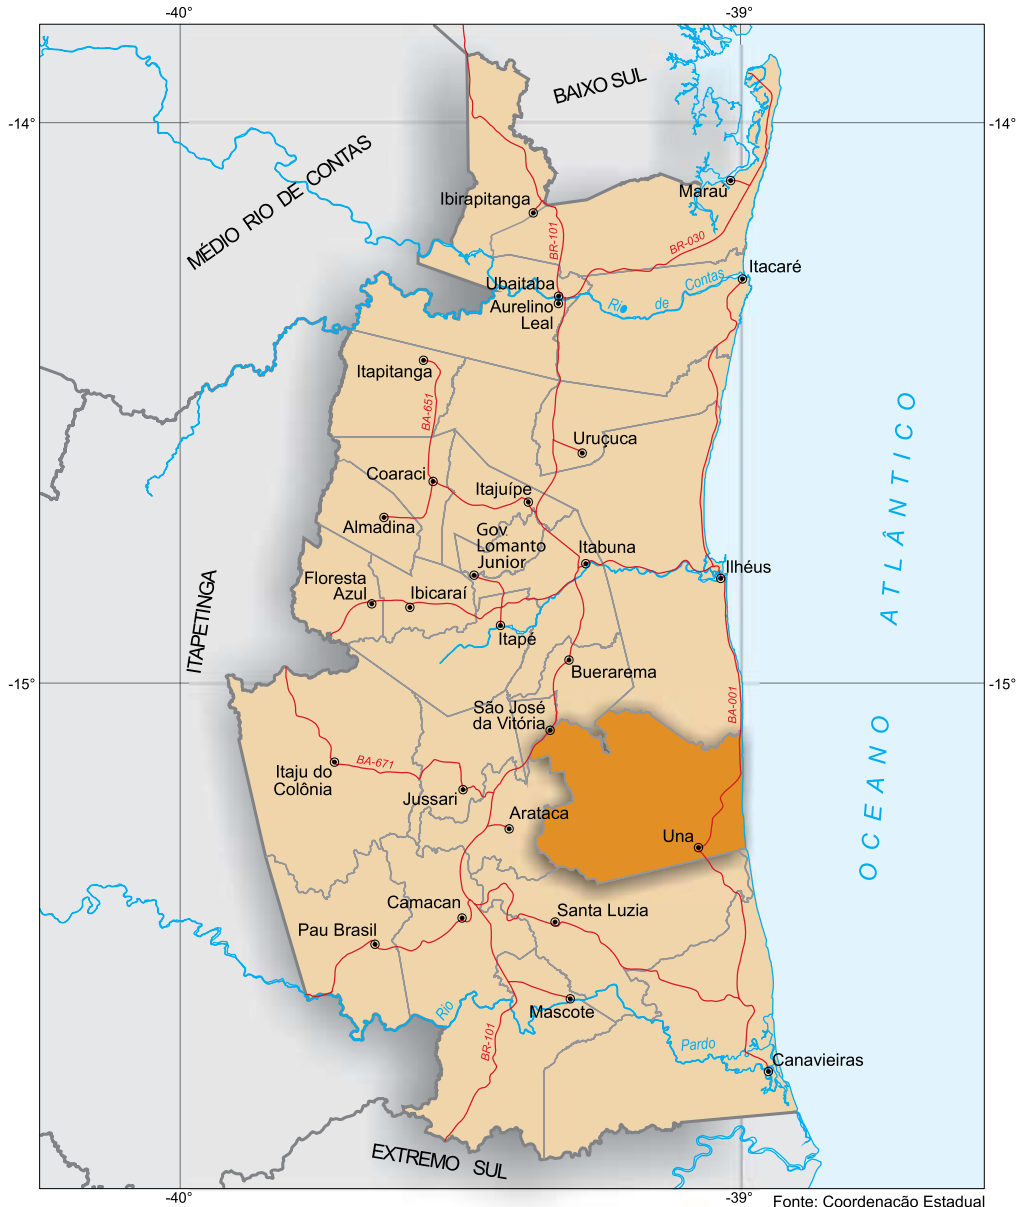 -40°
-39°
BAIXO SUL
-14°
-14°
MÉDIO RIO DE CONTAS
Maraú
Ibirapitanga
BR-101
BR-030
Itacaré
Ubaitaba
Rio de Contas
Aurelino
Leal
Itapitanga
BA-651
Uruçuca
OCEANO ATLÂNTICO
Coaraci
Itajuípe
Almadina
Gov
Lomanto
Junior
Itabuna
Ilhéus
Floresta
Azul
Ibicaraí
ITAPETINGA
Itapé
Buerarema
-15°
-15°
São José
da Vitória
BA-001
Itaju do
Colônia
BA-671
Jussari
Arataca
Una
Camacan
Santa Luzia
Pau Brasil
Rio
Mascote
BR-101
Pardo
Canavieiras
EXTREMO SUL
-40°
-39°
Fonte: Coordenacão Estadual